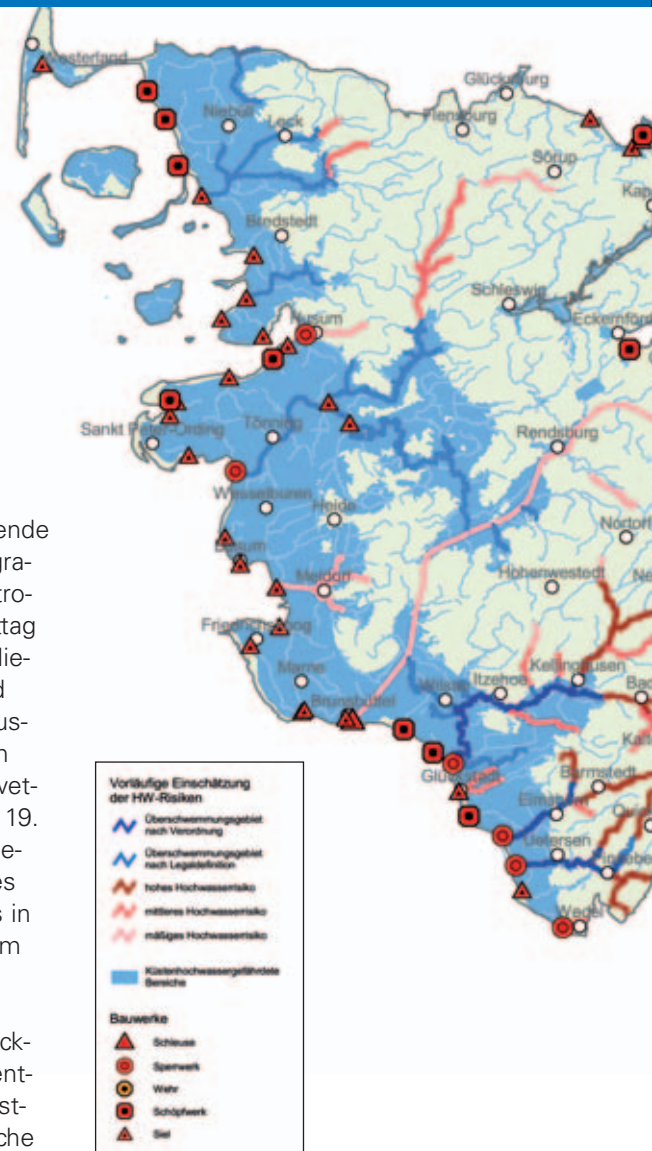 Westerland
Glücksburg
Niebüll
Leck
Flensburg
Sörup
Bredstedt
Schleswig
Husum
Sankt Peter-Ording
Tönning
Rendsburg
Wesselburen
Heide
Nortorf
Büsum
Meldorf
Hohenwestedt
Friedrichskoog
Marne
Kellinghusen
Wilster
Itzehoe
Brunsbüttel
Glückstadt
Barmstedt
Elmshorn
Uetersen
Wedel
ende
gra-
tro-
ttag
lie-
d
us-
n
vet-
19.
e-
es
s in
m
ck-
ent-
st-
che
Vorläufige Einschätzung
der HW-Risiken
Überschwemmungsgebiet
nach Verordnung
Überschwemmungsgebiet
nach Legaldefinition
hohes Hochwasserrisiko
mittleres Hochwasserrisiko
mäßiges Hochwasserrisiko
Küstenhochwassergefährdete
Bereiche
Bauwerke
Schleuse
Sperrwerk
Wehr
Schöpfwerk
Siel